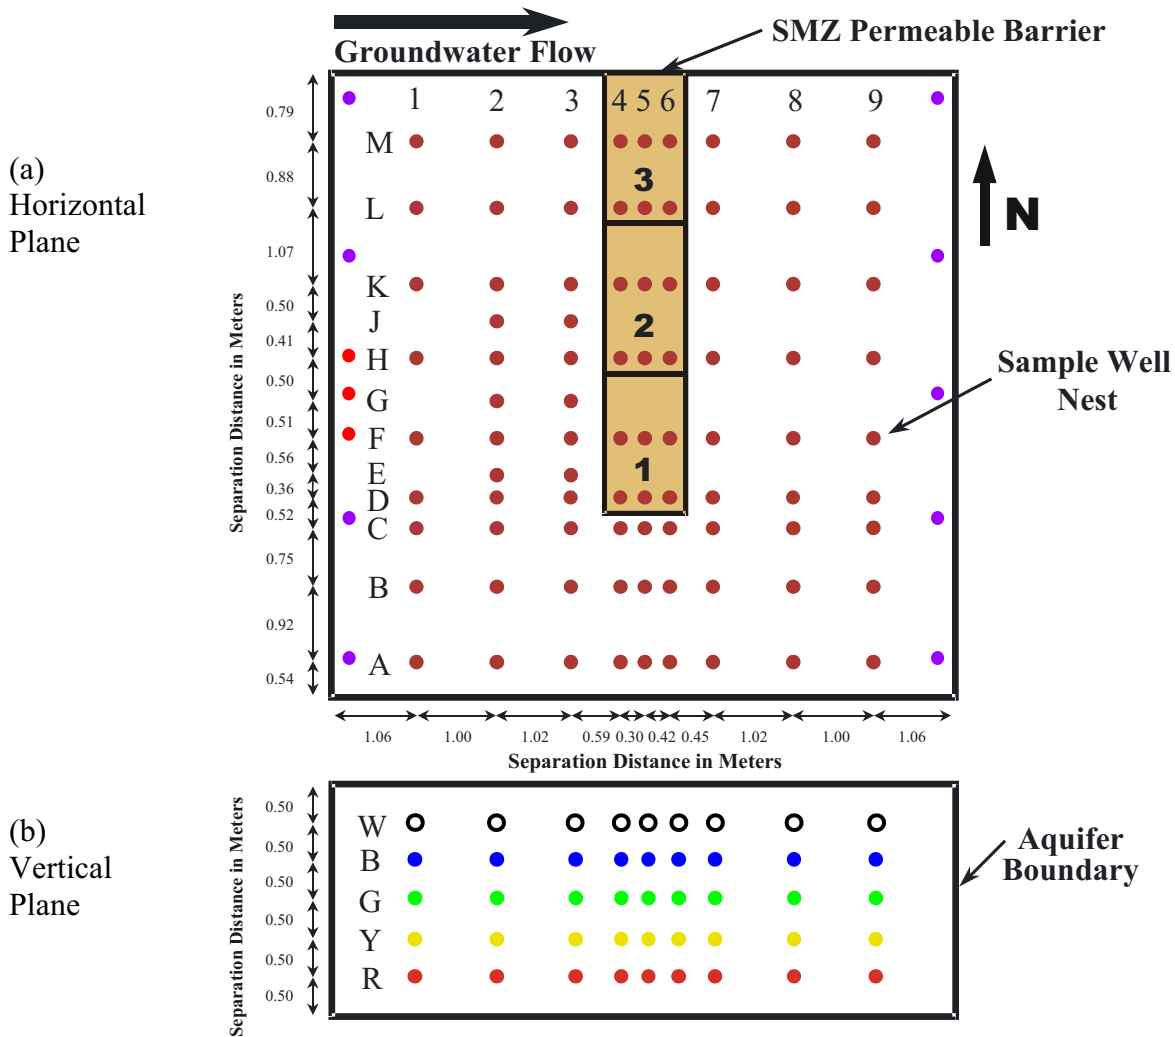 SMZ Permeable Barrier
Groundwater Flow
(a)
Horizontal
Plane
1 2 3 4 5 6 7 8 9
0.79
M
0.88
3
N
L
1.07
K
0.50
J
2
0.41
H
0.50
G
0.51
F
0.56
E
1
0.36
D
0.52
C
0.75
B
0.92
A
0.54
Separation Distance in Meters
Sample Well
Nest
1.06 1.00 1.02 0.59 0.30 0.42 0.45 1.02 1.00 1.06
Separation Distance in Meters
(b)
Vertical
Plane
Separation Distance in Meters
0.50
W
0.50
B
0.50
G
0.50
Y
0.50
R
0.50
Aquifer
Boundary